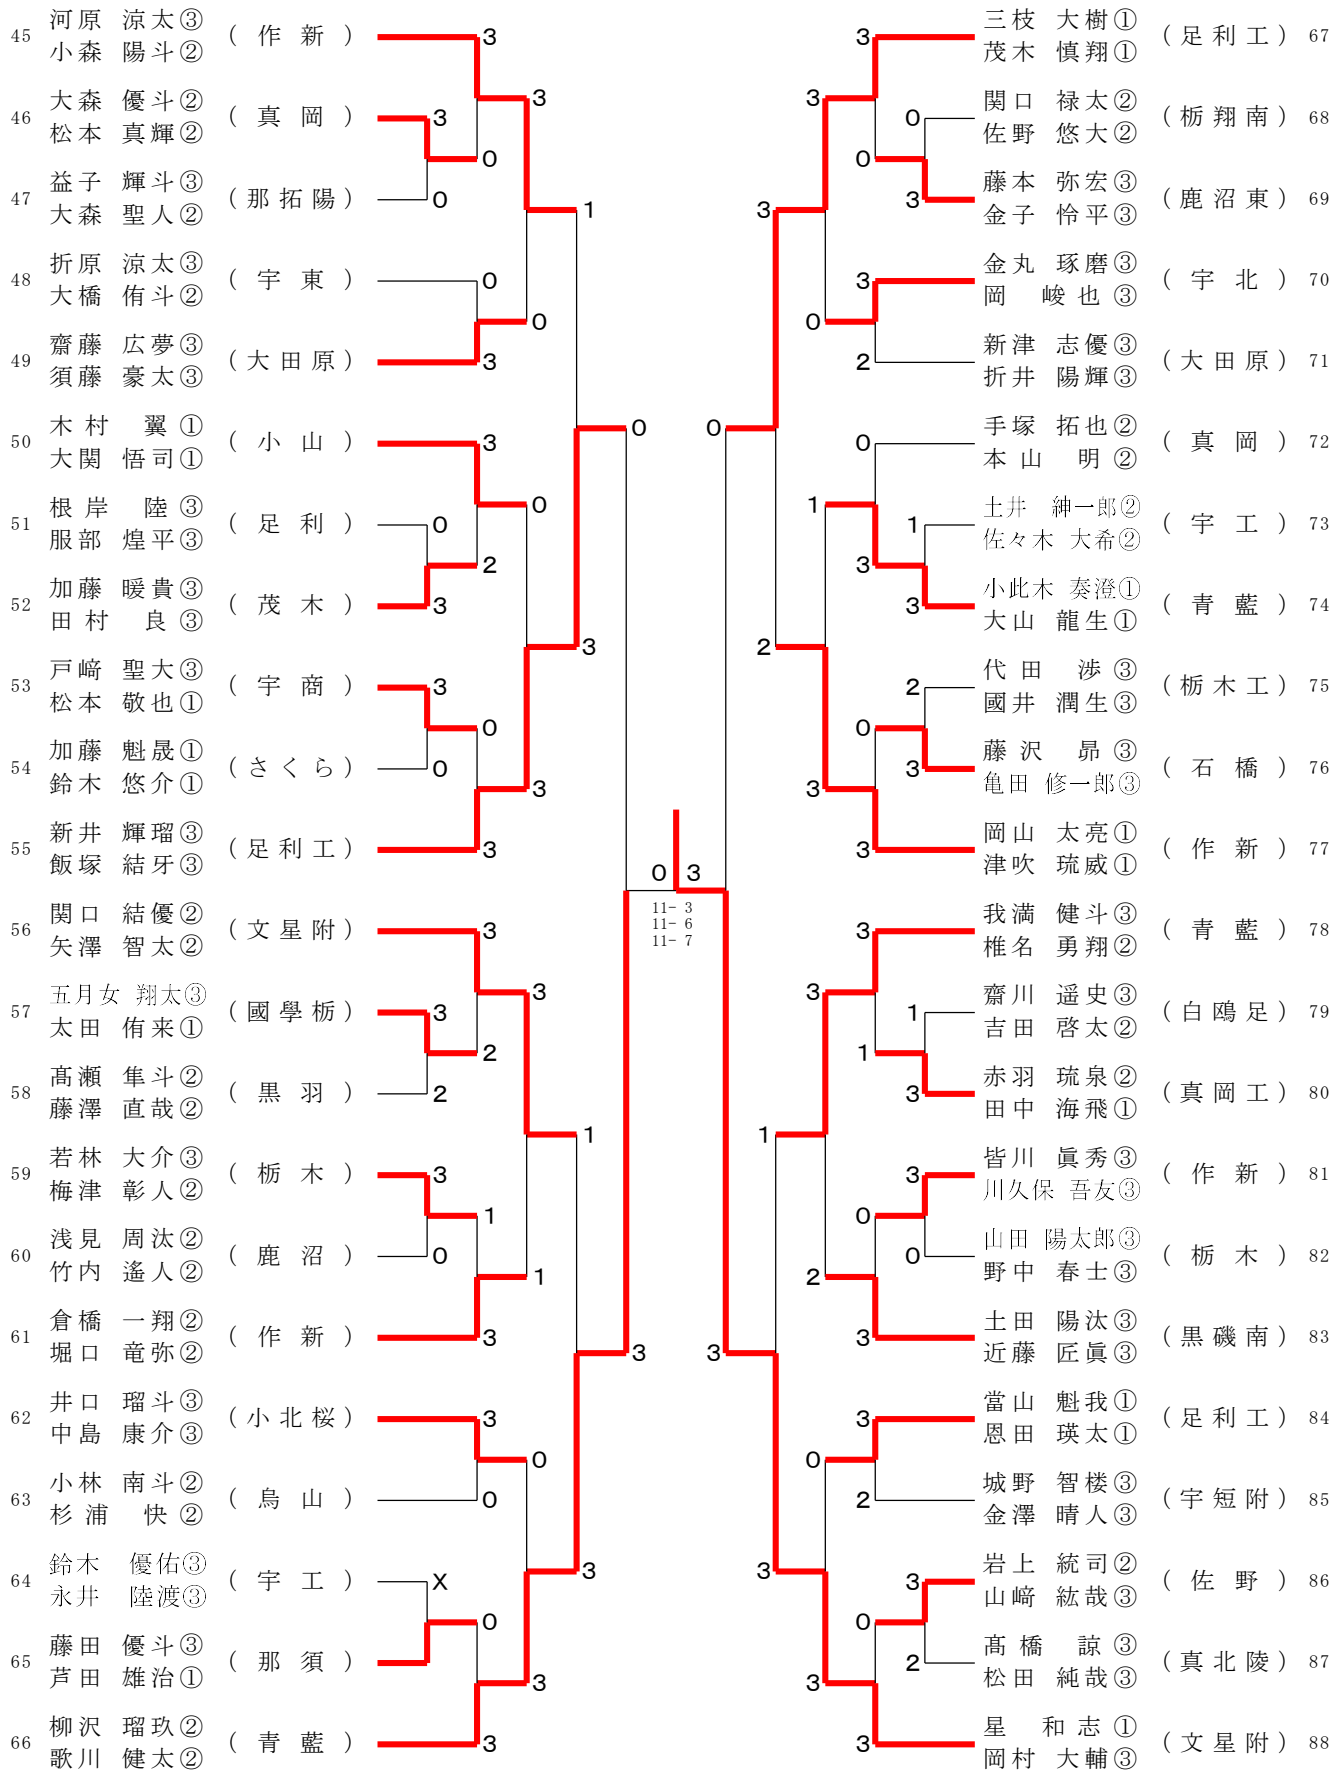 45 河原 涼太③ (作新) 3
小森 陽斗②
3
46 大森 優斗② (真岡) 3
松本 真輝②
0
47 益子 輝斗③ (那拓陽) 0
大森 聖人②
1
48 折原 涼太③ (宇東) 0
大橋 侑斗②
0
49 齋藤 広夢③ (大田原) 3
須藤 豪太③
0
50 木村 翼① (小山) 3
大関 悟司①
0
51 根岸 陸③ (足利) 0
服部 煌平③
2
52 加藤 暖貴③ (茂木) 3
田村 良③
3
53 戸﨑 聖大③ (宇商) 3
松本 敬也①
0
54 加藤 魁晟① (さくら) 0
鈴木 悠介①
3
55 新井 輝瑠③ (足利工) 3
飯塚 結牙③
56 関口 結優② (文星附) 3
矢澤 智太②
3
57 五月女 翔太③ (國學栃) 3
太田 侑来①
2
58 髙瀬 隼斗② (黒羽) 2
藤澤 直哉②
1
59 若林 大介③ (栃木) 3
梅津 彰人②
1
60 浅見 周汰② (鹿沼) 0
竹内 遙人②
1
61 倉橋 一翔② (作新) 3
堀口 竜弥②
3
62 井口 瑠斗③ (小北桜) 3
中島 康介③
0
63 小林 南斗② (烏山) 0
杉浦 快②
3
64 鈴木 優佑③ (宇工) X
永井 陸渡③
0
65 藤田 優斗③ (那須)
芦田 雄治①
3
66 柳沢 瑠玖② (青藍) 3
歌川 健太②
0 3
11- 3
11- 6
11- 7
3 三枝 大樹① (足利工) 67
茂木 慎翔①
3
0 関口 禄太② (栃翔南) 68
佐野 悠大②
0
3 藤本 弥宏③ (鹿沼東) 69
金子 怜平③
3
3 金丸 琢磨③ (宇北) 70
岡 峻也③
0
2 新津 志優③ (大田原) 71
折井 陽輝③
0
0 手塚 拓也② (真岡) 72
本山 明②
1
1 土井 紳一郎② (宇工) 73
佐々木 大希②
3
3 小此木 奏澄① (青藍) 74
大山 龍生①
2
2 代田 渉③ (栃木工) 75
國井 潤生③
0
3 藤沢 昴③ (石橋) 76
亀田 修一郎③
3
3 岡山 太亮① (作新) 77
津吹 琉威①
3 我満 健斗③ (青藍) 78
椎名 勇翔②
3
1 齋川 遥史③ (白鴎足) 79
吉田 啓太②
1
3 赤羽 琉泉② (真岡工) 80
田中 海飛①
1
3 皆川 眞秀③ (作新) 81
川久保 吾友③
0
0 山田 陽太郎③ (栃木) 82
野中 春士③
2
3 土田 陽汰③ (黒磯南) 83
近藤 匠眞③
3
3 當山 魁我① (足利工) 84
恩田 瑛太①
0
2 城野 智楼③ (宇短附) 85
金澤 晴人③
3
3 岩上 統司② (佐野) 86
山﨑 紘哉③
0
2 髙橋 諒③ (真北陵) 87
松田 純哉③
3
3 星 和志① (文星附) 88
岡村 大輔③